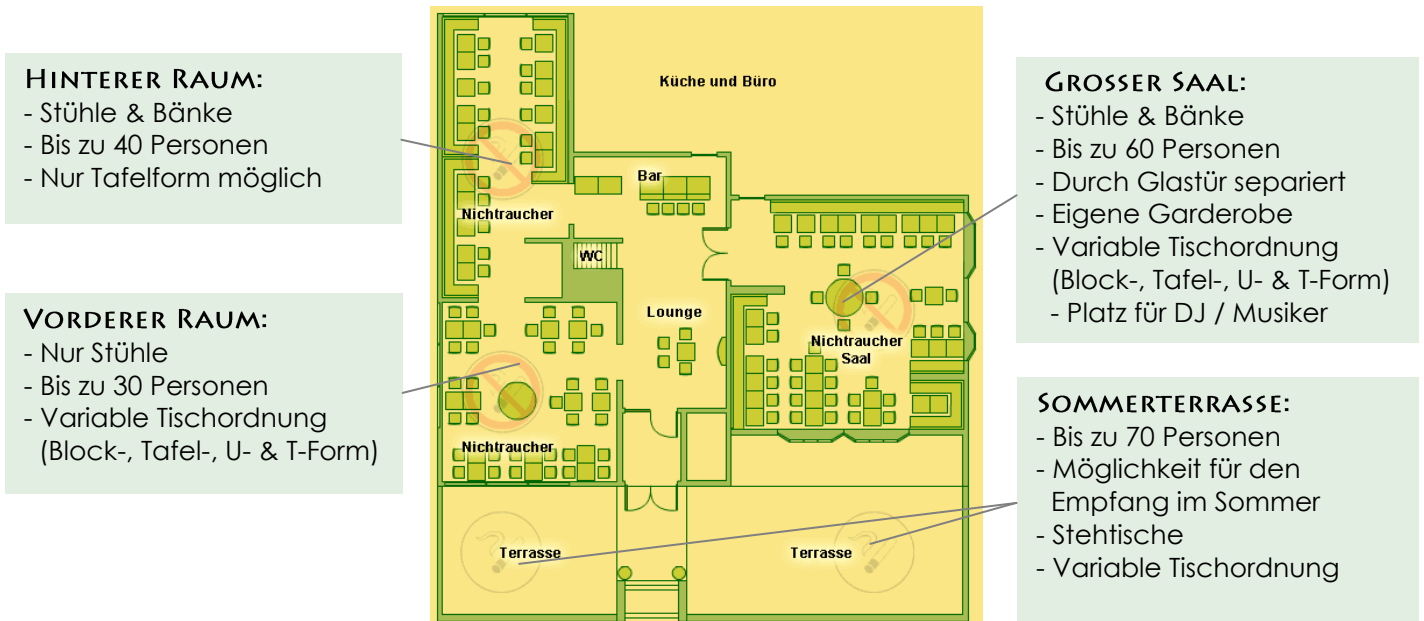 HINTERER RAUM:
- Stühle & Bänke
- Bis zu 40 Personen
- Nur Tafelform möglich
VORDERER RAUM:
- Nur Stühle
- Bis zu 30 Personen
- Variable Tischordnung
(Block-, Tafel-, U- & T-Form)
Küche und Büro
Bar
Nichtraucher
WC
Lounge
Nichtraucher
Saal
Nichtraucher
Terrasse
Terrasse
GROSSER SAAL:
- Stühle & Bänke
- Bis zu 60 Personen
- Durch Glastür separiert
- Eigene Garderobe
- Variable Tischordnung
(Block-, Tafel-, U- & T-Form)
- Platz für DJ / Musiker
SOMMERTERRASSE:
- Bis zu 70 Personen
- Möglichkeit für den
Empfang im Sommer
- Stehtische
- Variable Tischordnung